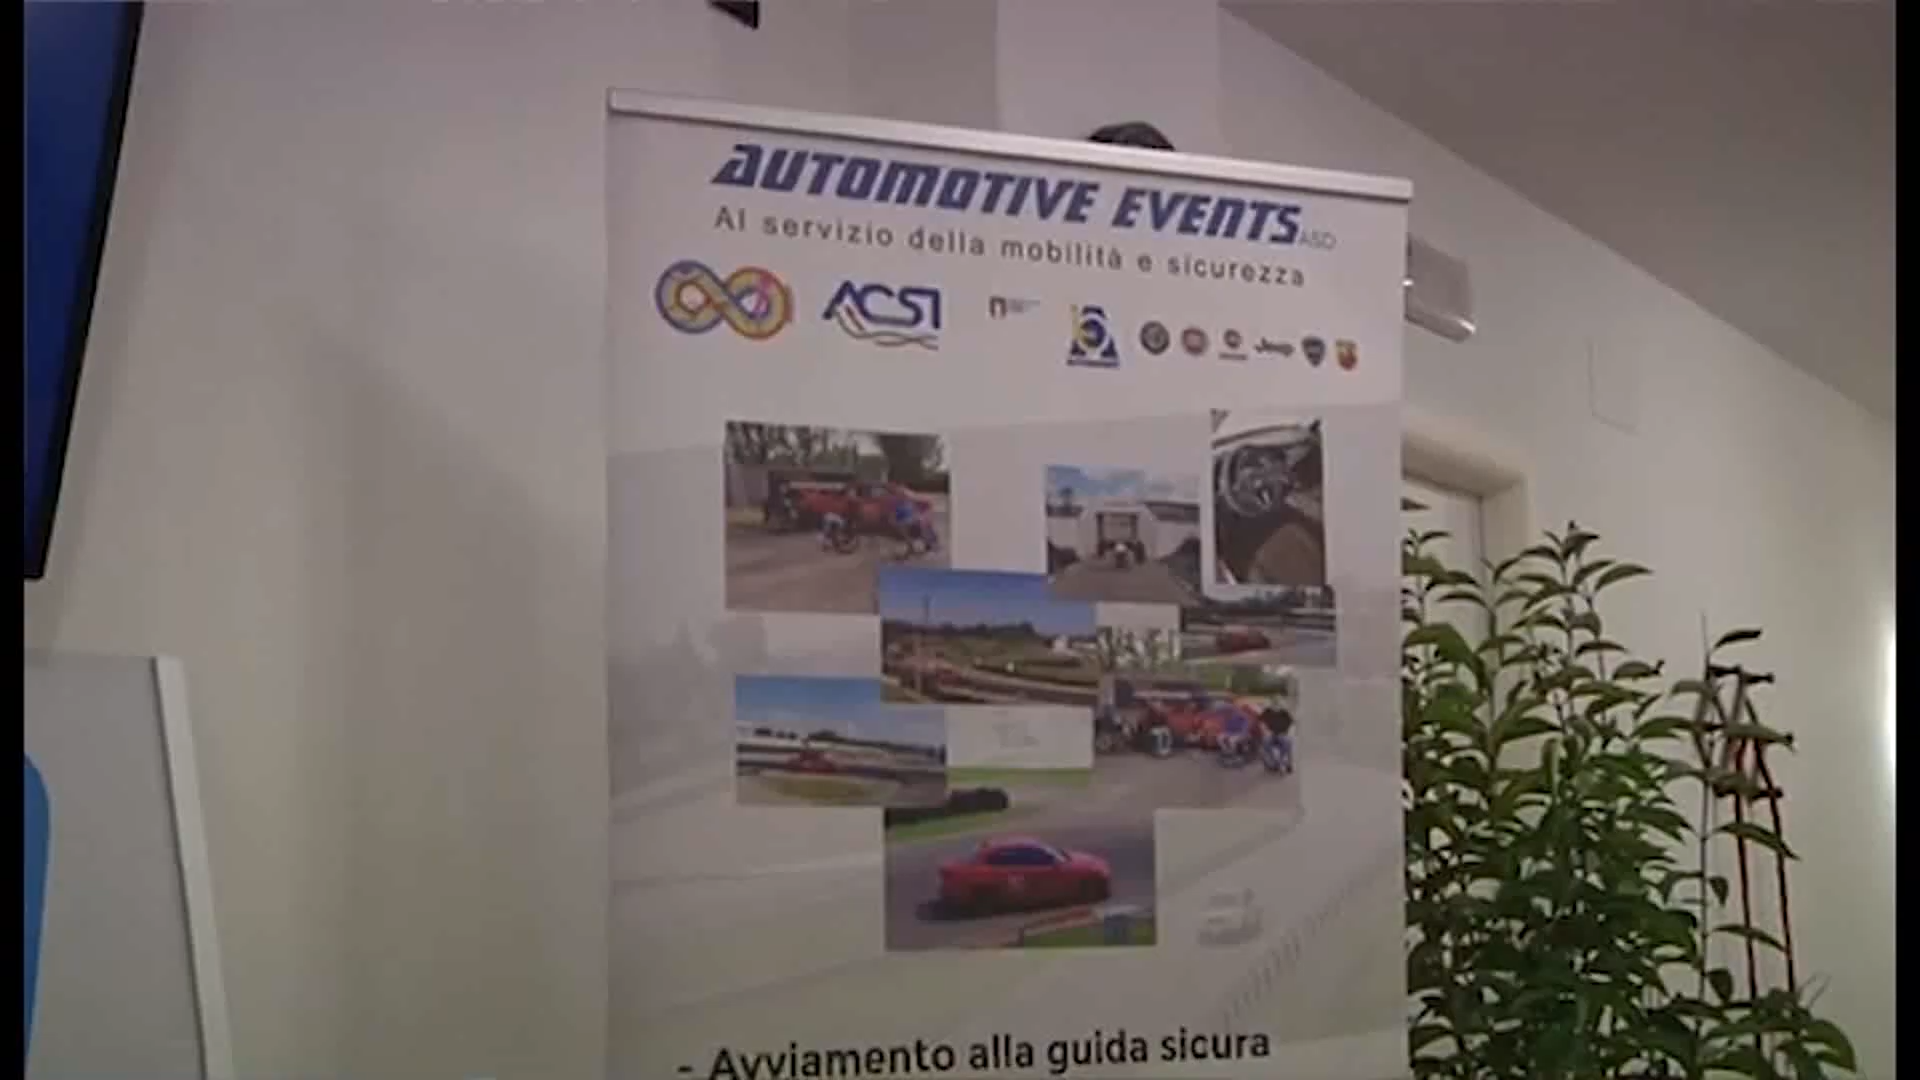 AUTOMOTIVE EVENTS ASD
Al servizio della mobilità e sicurezza
ACSI
Jeep
- Avviamento alla guida sicura